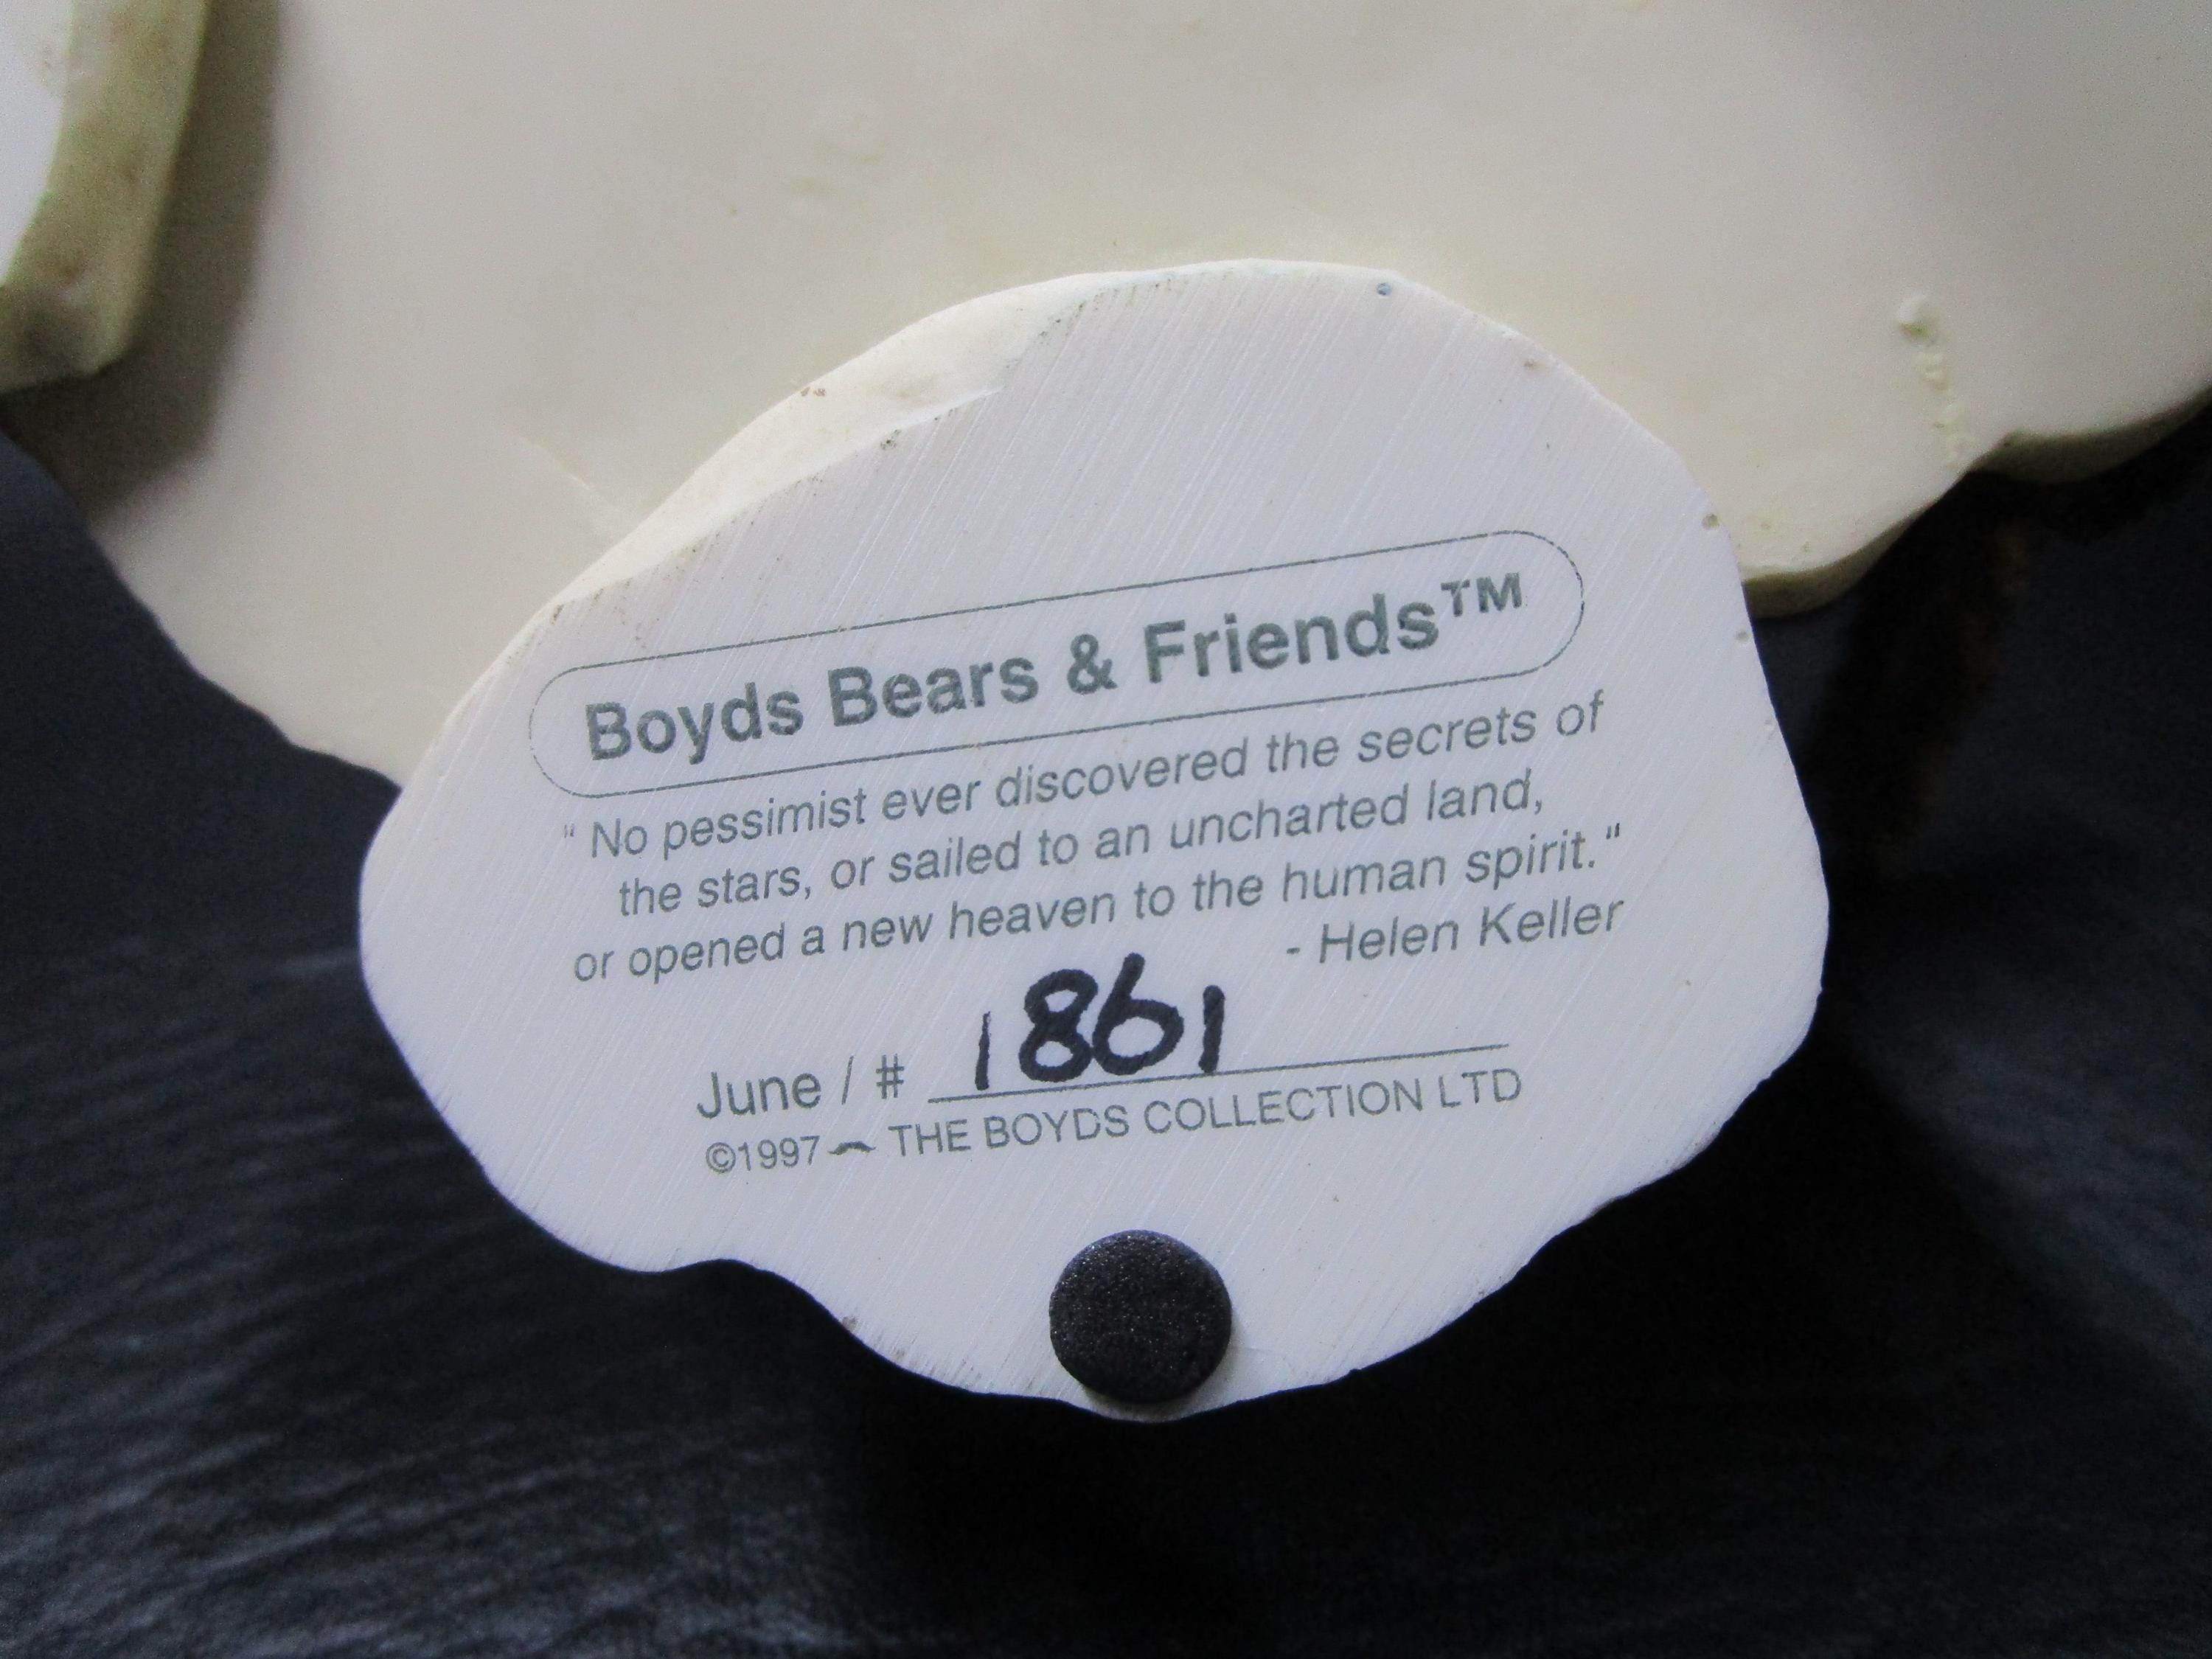 Boyds Bears & Friends™
" No pessimist ever discovered the secrets of
the stars, or sailed to an uncharted land,
or opened a new heaven to the human spirit."
- Helen Keller
June / # 1861
©1997 THE BOYDS COLLECTION LTD